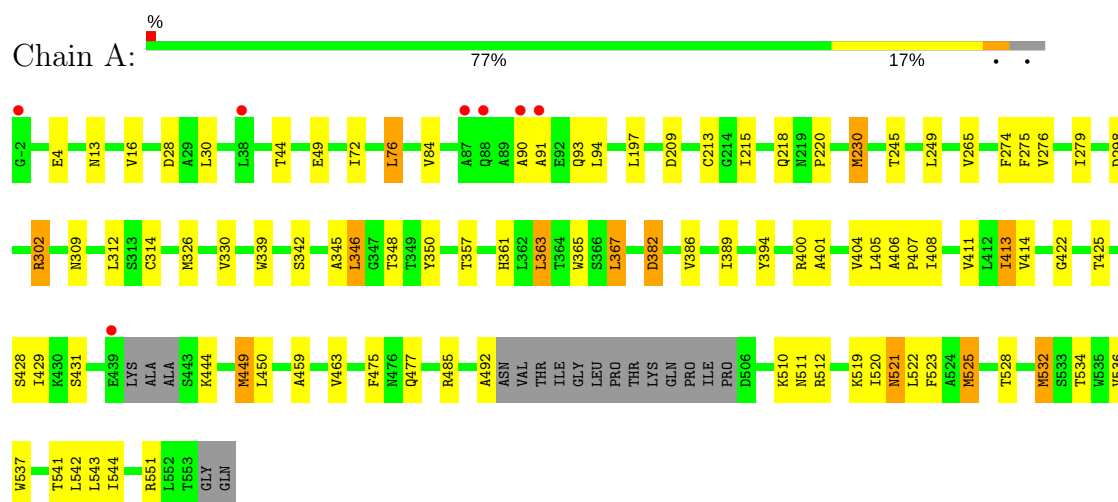 %
Chain A:
77%
17%
•
•
G-2
E4
N13
V16
D28
A29
L30
L38
T44
E49
I72
L76
V84
A87
Q88
A89
A90
A91
E92
Q93
L94
L197
D209
C213
G214
I215
Q218
N219
P220
M230
T245
L249
V265
F274
F275
V276
I279
R302
N309
L312
S313
C314
M326
V330
W339
S342
A345
L346
G347
T348
T349
Y350
T357
H361
L362
L363
T364
W365
S366
L367
D382
V386
I389
Y394
R400
A401
V404
L405
A406
P407
I408
V411
L412
I413
V414
G422
T425
S428
I429
K430
S431
E439
LYS
ALA
ALA
S443
K444
M449
L450
A459
V463
F475
N476
Q477
R485
A492
ASN
VAL
THR
ILE
GLY
LEU
PRO
THR
LYS
GLN
PRO
ILE
PRO
D506
K510
N511
R512
K519
I520
N521
L522
F523
A524
M525
T528
M532
S533
T534
W535
W537
T541
L542
L543
I544
R551
L552
T553
GLY
GLN